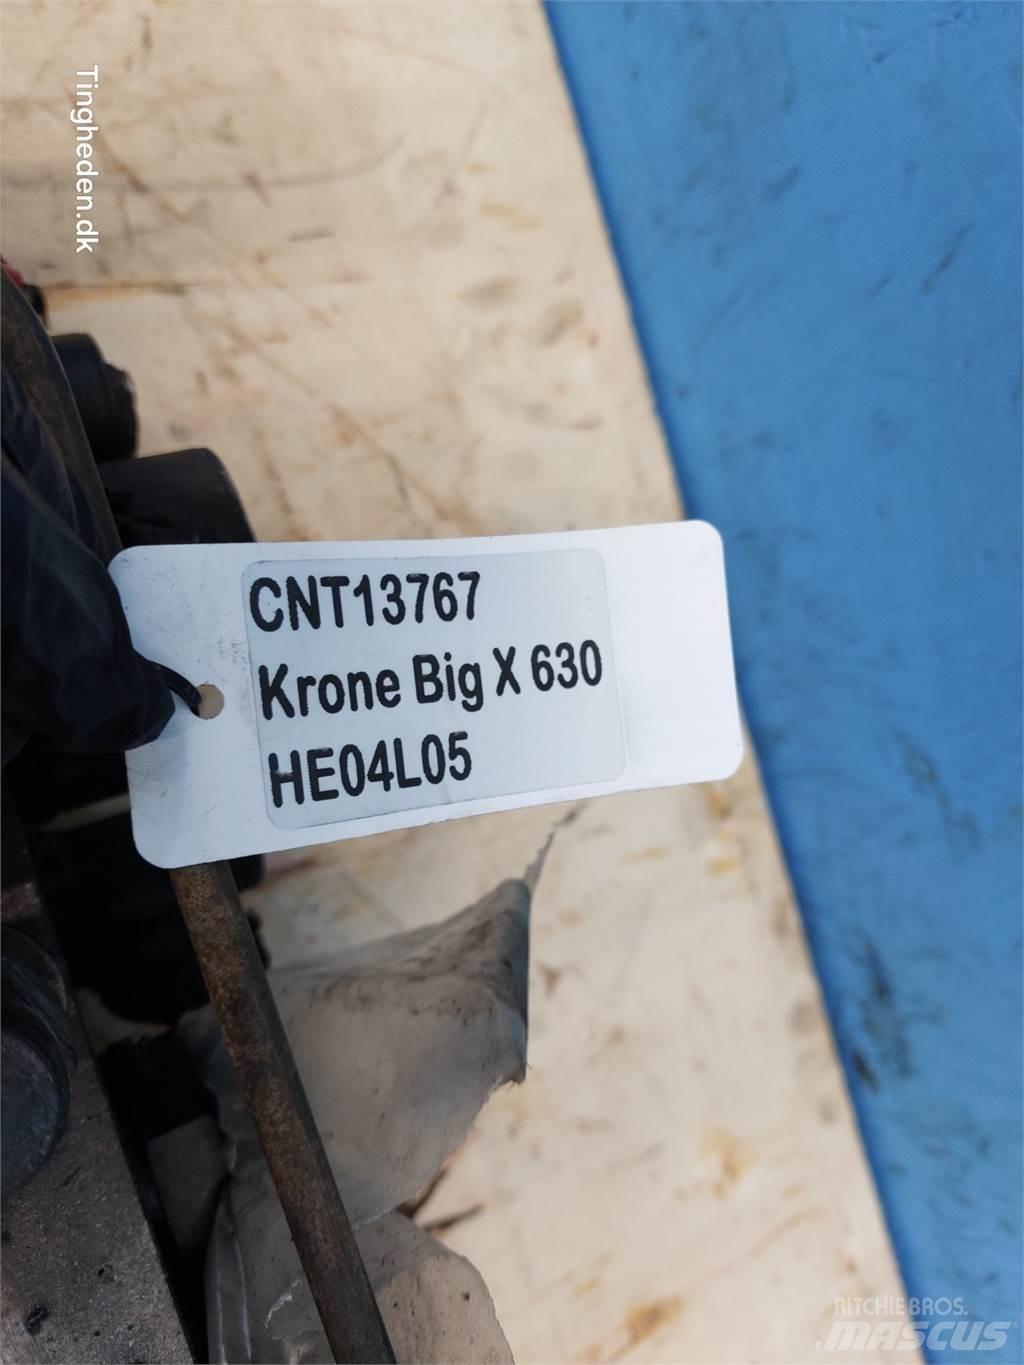 Tingheden.dk
CNT13767
Krone Big X 630
HE04L05
RITCHIE BROS.
MASCUS